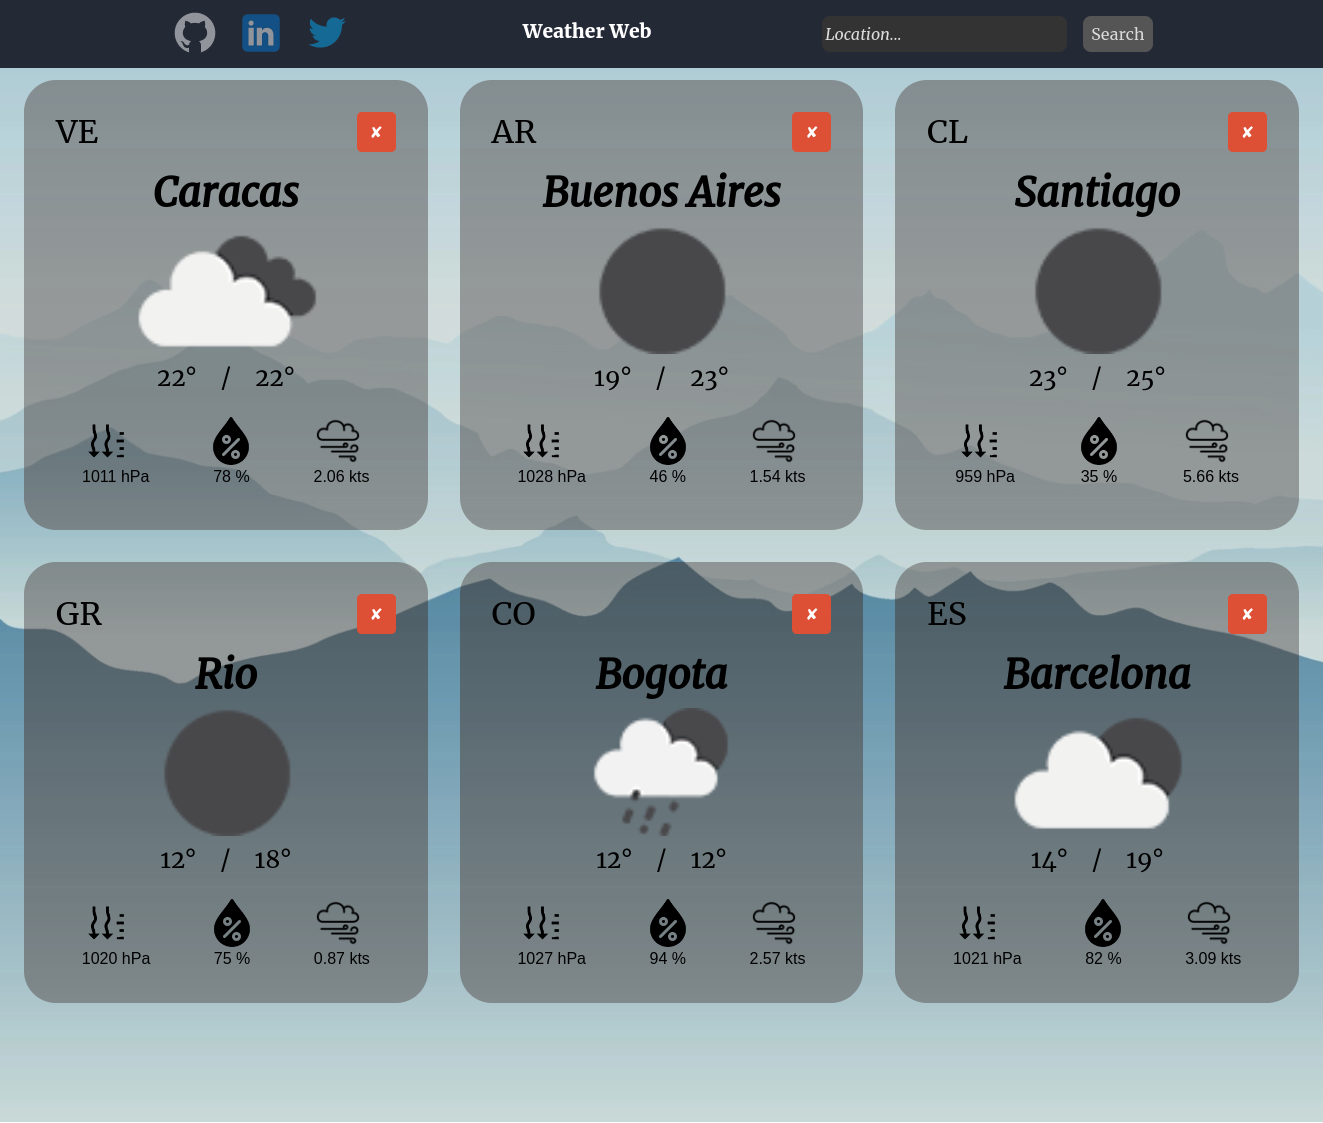 Weather Web
Location...
Search
VE
✘
Caracas
22° / 22°
1011 hPa 78 % 2.06 kts
AR
✘
Buenos Aires
19° / 23°
1028 hPa 46 % 1.54 kts
CL
✘
Santiago
23° / 25°
959 hPa 35 % 5.66 kts
GR
✘
Rio
12° / 18°
1020 hPa 75 % 0.87 kts
CO
✘
Bogota
12° / 12°
1027 hPa 94 % 2.57 kts
ES
✘
Barcelona
14° / 19°
1021 hPa 82 % 3.09 kts